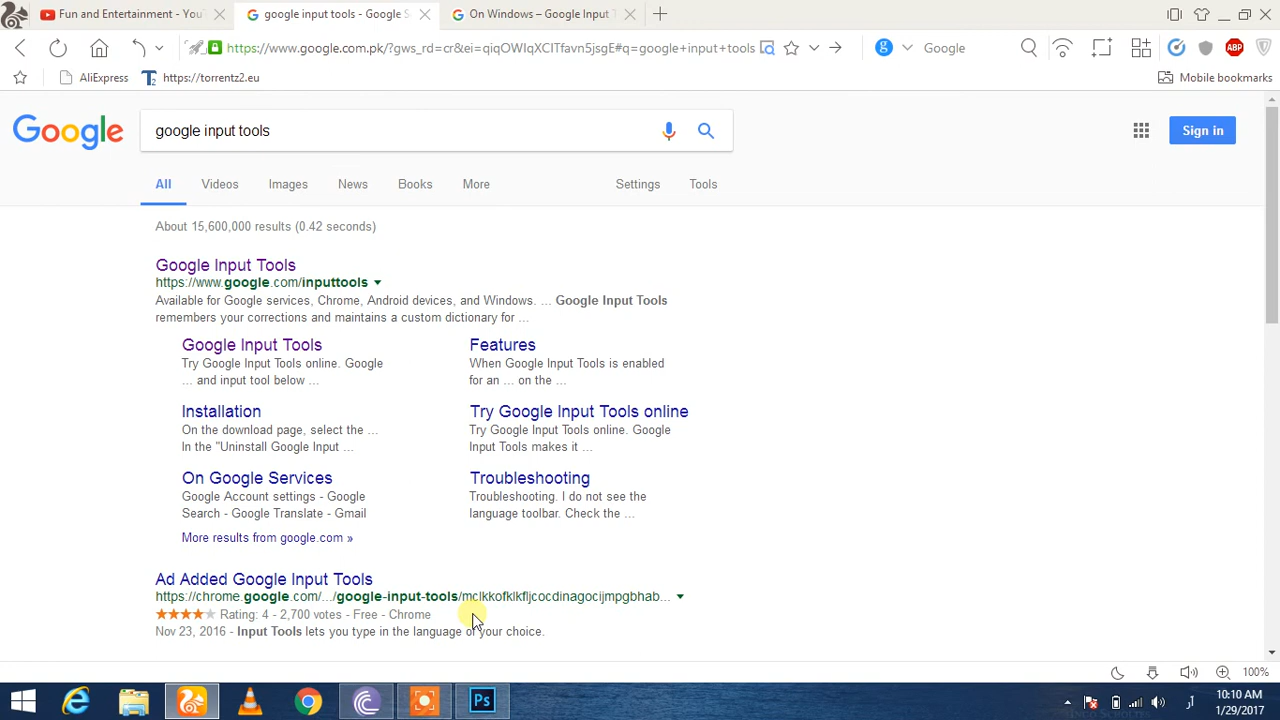 Fun and Entertainment - You
google input tools - Google S
On Windows – Google Input T
https://www.google.com.pk/?gws_rd=cr&ei=qiqOWIqXCITfavn5jsgE#q=google+input+tools
Google
ABP
AliExpress
https://torrentz2.eu
Mobile bookmarks
Google
google input tools
Sign in
All
Videos
Images
News
Books
More
Settings
Tools
About 15,600,000 results (0.42 seconds)
Google Input Tools
https://www.google.com/inputtools
Available for Google services, Chrome, Android devices, and Windows. ... Google Input Tools
remembers your corrections and maintains a custom dictionary for ...
Google Input Tools
Try Google Input Tools online. Google
... and input tool below ...
Features
When Google Input Tools is enabled
for an ... on the ...
Installation
On the download page, select the ...
In the "Uninstall Google Input ...
Try Google Input Tools online
Try Google Input Tools online. Google
Input Tools makes it ...
On Google Services
Google Account settings - Google
Search - Google Translate - Gmail
Troubleshooting
Troubleshooting. I do not see the
language toolbar. Check the ...
More results from google.com »
Ad Added Google Input Tools
https://chrome.google.com/.../google-input-tools/mclkkofklkfljcocdinagocijmpgbhab...
Rating: 4 - 2,700 votes - Free - Chrome
Nov 23, 2016 - Input Tools lets you type in the language of your choice.
100%
Ps
10:10 AM
1/29/2017